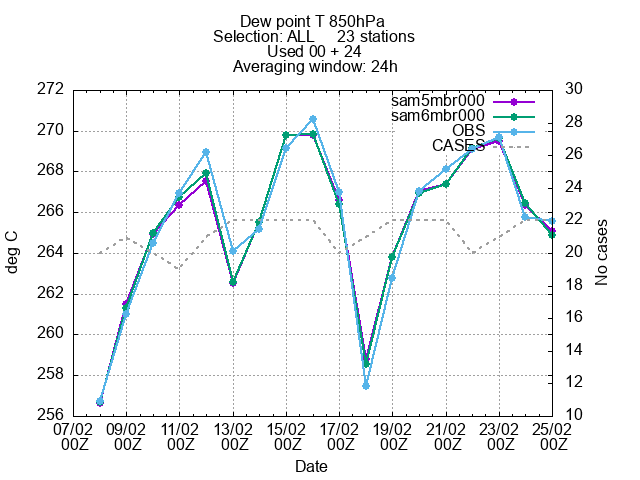 Dew point T 850hPa
Selection: ALL 23 stations
Used 00 + 24
Averaging window: 24h
272 30
sam5mbr000
sam6mbr000
OBS
CASES
270 28
268 26
266 24
264 22
262 20
260 18
258 16
256 14
12
10
deg C
No cases
07/02 09/02 11/02 13/02 15/02 17/02 19/02 21/02 23/02 25/02
00Z 00Z 00Z 00Z 00Z 00Z 00Z 00Z 00Z 00Z
Date